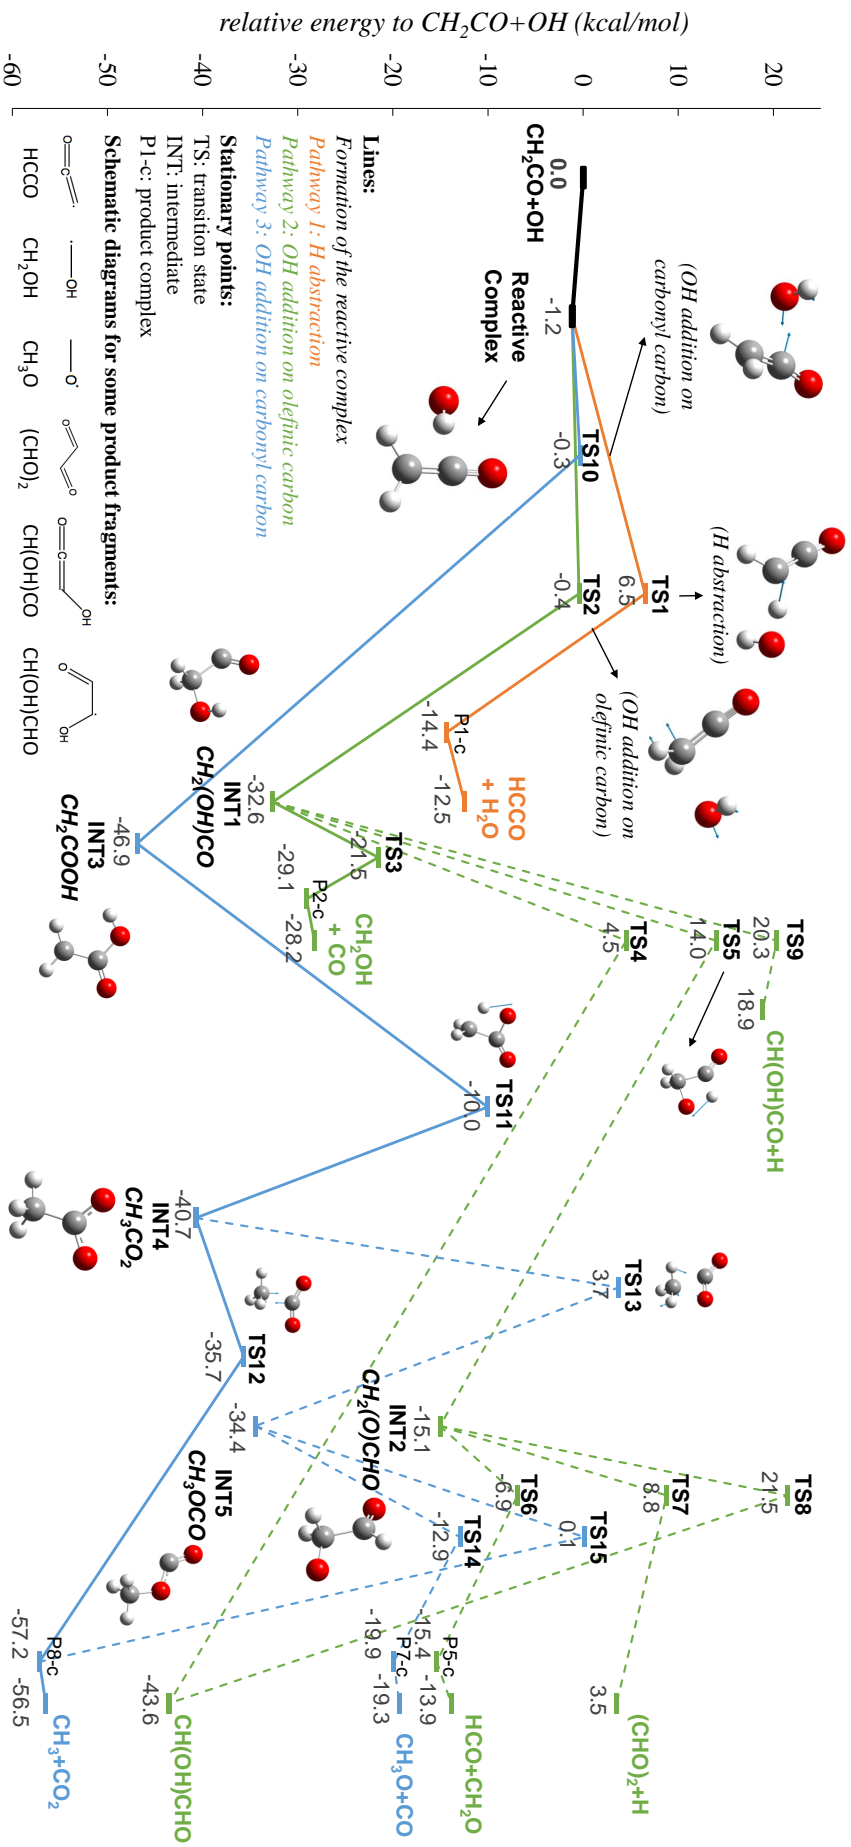 relative energy to CH₂CO+OH (kcal/mol)
20
10
0
-10
-20
-30
-40
-50
-60
0.0
CH₂CO+OH
-1.2
Reactive
Complex
(OH addition on
carbonyl carbon)
(H abstraction)
(OH addition on
olefinic carbon)
TS10
-0.3
TS1
6.5
TS2
-0.4
P1-c
-14.4
HCCO
+ H₂O
-12.5
-32.6
INT1
CH₂(OH)CO
-46.9
INT3
CH₂COOH
TS3
-21.5
P2-c
-29.1
CH₂OH
+ CO
-28.2
TS9
20.3
TS5
14.0
TS4
4.5
18.9
CH(OH)CO+H
TS11
-10.0
-40.7
INT4
CH₃CO₂
TS13
3.7
TS12
-35.7
-15.1
INT2
CH₂(O)CHO
-34.4
INT5
CH₃OCO
TS8
21.5
TS7
8.8
TS6
-6.9
TS15
0.1
TS14
-12.9
(CHO)₂+H
3.5
P5-c
-15.4
HCO+CH₂O
-13.9
P7-c
-19.9
CH₃O+CO
-19.3
CH(OH)CHO
-43.6
P8-c
-57.2
CH₃+CO₂
-56.5
Lines:
Formation of the reactive complex
Pathway 1: H abstraction
Pathway 2: OH addition on olefinic carbon
Pathway 3: OH addition on carbonyl carbon
Stationary points:
TS: transition state
INT: intermediate
P1-c: product complex
Schematic diagrams for some product fragments:
O C
OH
O
O O
O C OH
O OH
HCCO
CH₂OH
CH₃O
(CHO)₂
CH(OH)CO
CH(OH)CHO